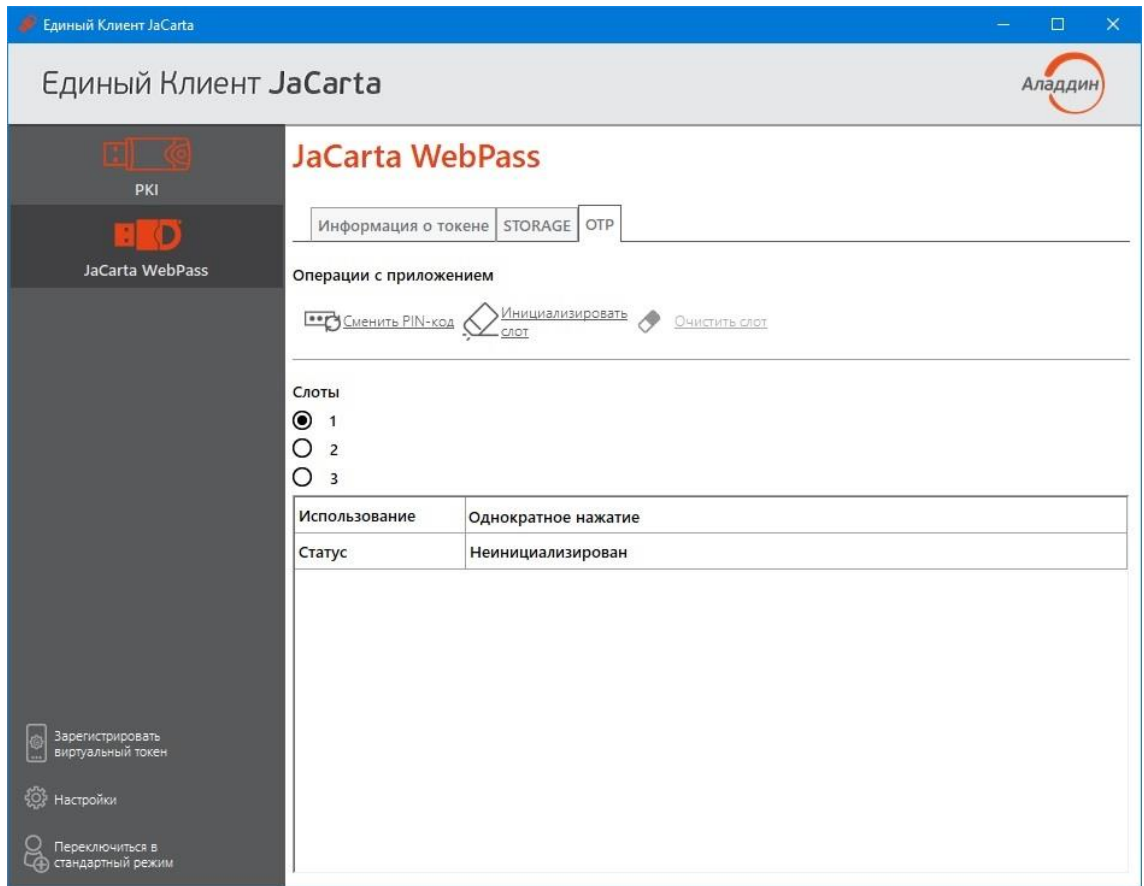 Единый Клиент JaCarta
Единый Клиент JaCarta
Аладдин
PKI
JaCarta WebPass
JaCarta WebPass
Информация о токене STORAGE OTP
Операции с приложением
Сменить PIN-код
Инициализировать
слот
Очистить слот
Слоты
1
2
3
Использование Однократное нажатие
Статус Неинициализирован
Зарегистрировать
виртуальный токен
Настройки
Переключиться в
стандартный режим